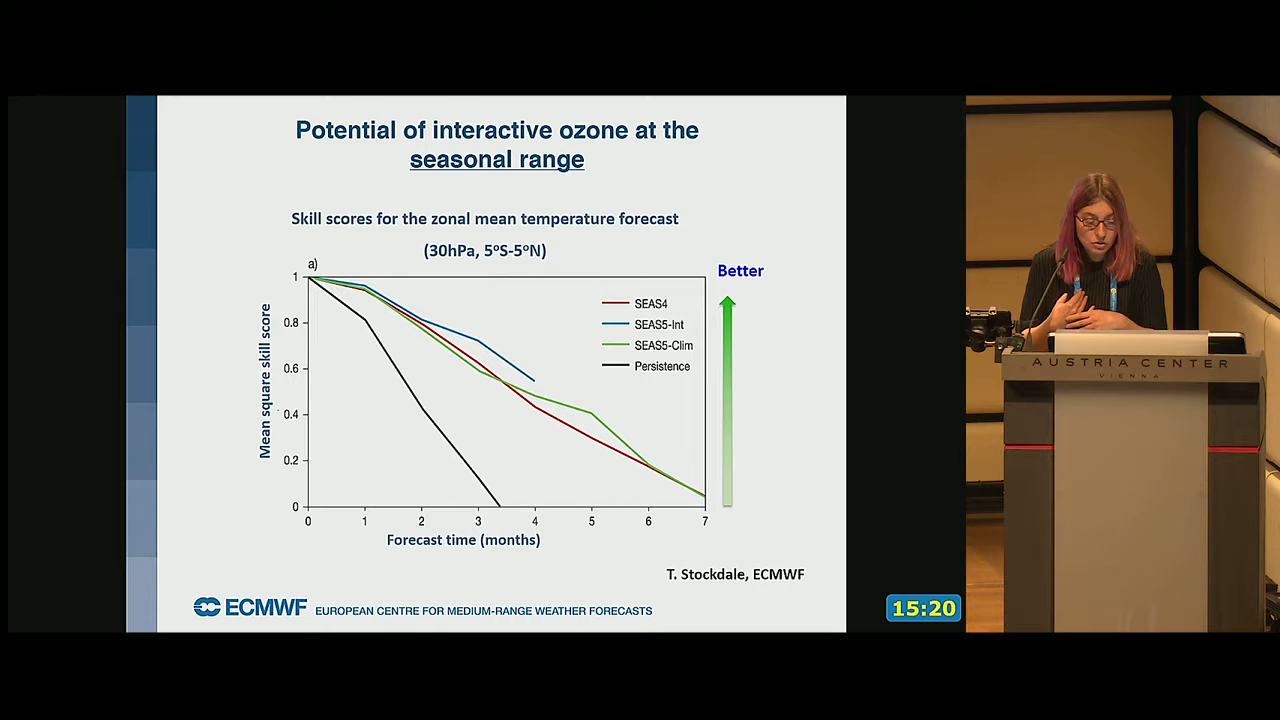 Potential of interactive ozone at the
seasonal range
Skill scores for the zonal mean temperature forecast
(30hPa, 5ºS-5ºN)
a)
Better
Mean square skill score
1
0.8
0.6
0.4
0.2
0
SEAS4
SEAS5-Int
SEAS5-Clim
Persistence
0 1 2 3 4 5 6 7
Forecast time (months)
T. Stockdale, ECMWF
ECMWF EUROPEAN CENTRE FOR MEDIUM-RANGE WEATHER FORECASTS
15:20
AUSTRIA CENTER
VIENNA